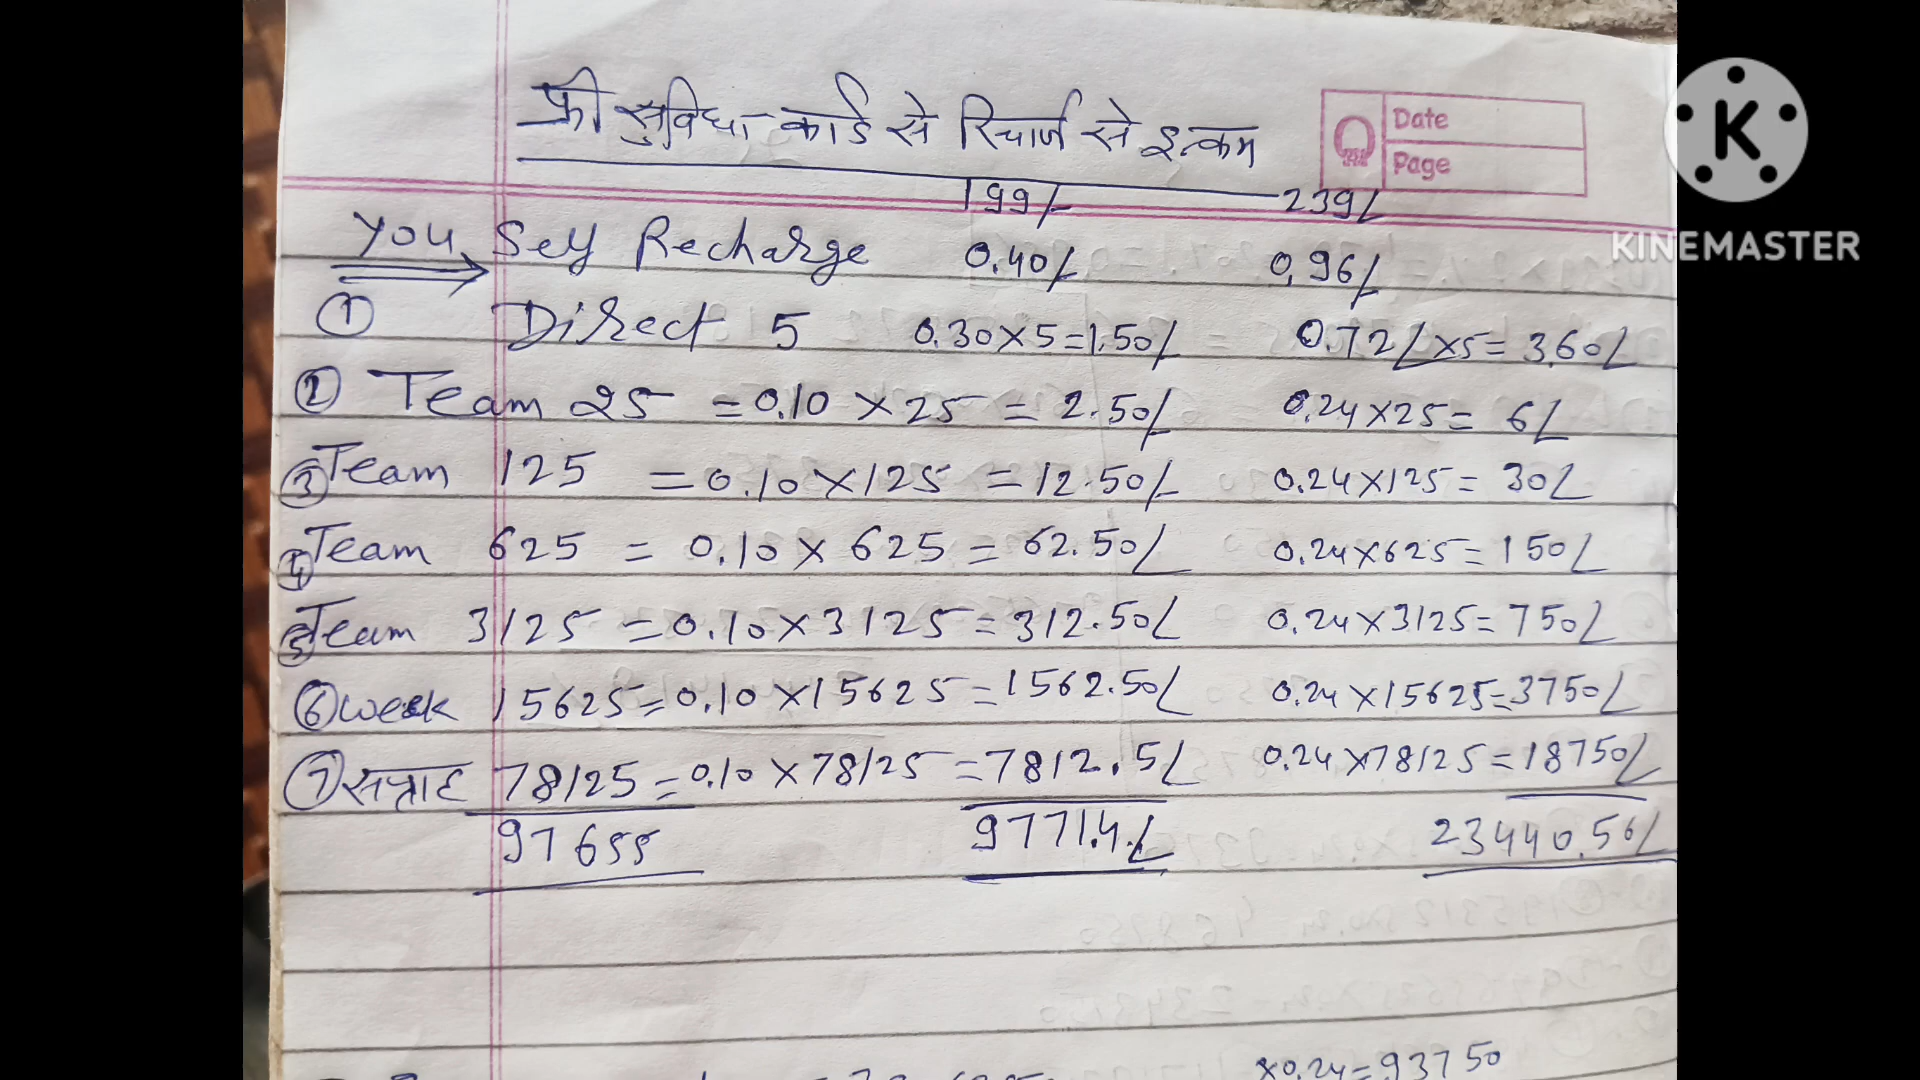 फ्री सुविधा कार्ड से रिचार्ज से इन्कम
Date
Page
K
KINEMASTER
199/- 239/-
You Self Recharge 0.40/- 0.96/-
① Direct 5 0.30×5=1.50/- 0.72/-×5= 3.60/-
② Team 25 =0.10 ×25 = 2.50/- 0.24×25= 6/-
③ Team 125 =0.10×125 =12.50/- 0.24×125= 30/-
④ Team 625 = 0.10× 625 = 62.50/- 0.24×625=150/-
⑤ Team 3125 =0.10×3125=312.50/- 0.24×3125=750/-
⑥ week 15625=0.10×15625=1562.50/- 0.24×15625=3750/-
⑦ सप्ताह 78125=0.10×78125=7812.5/- 0.24×78125=18750/-
97655 9771.4/- 23440.56/-
×0.24=93750